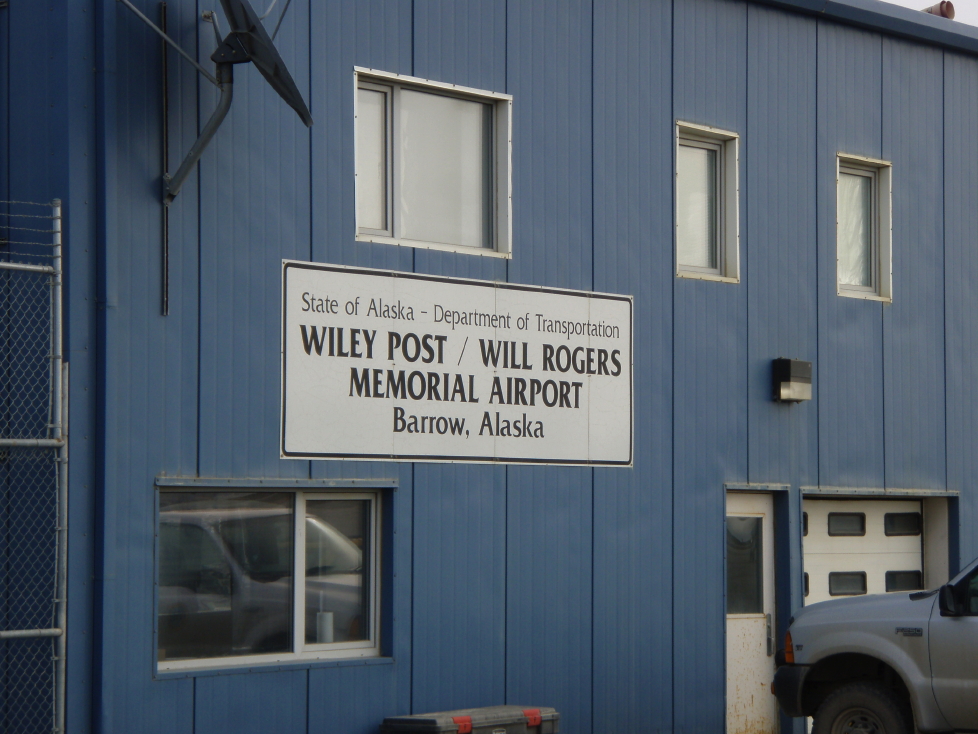 State of Alaska - Department of Transportation
WILEY POST / WILL ROGERS
MEMORIAL AIRPORT
Barrow, Alaska